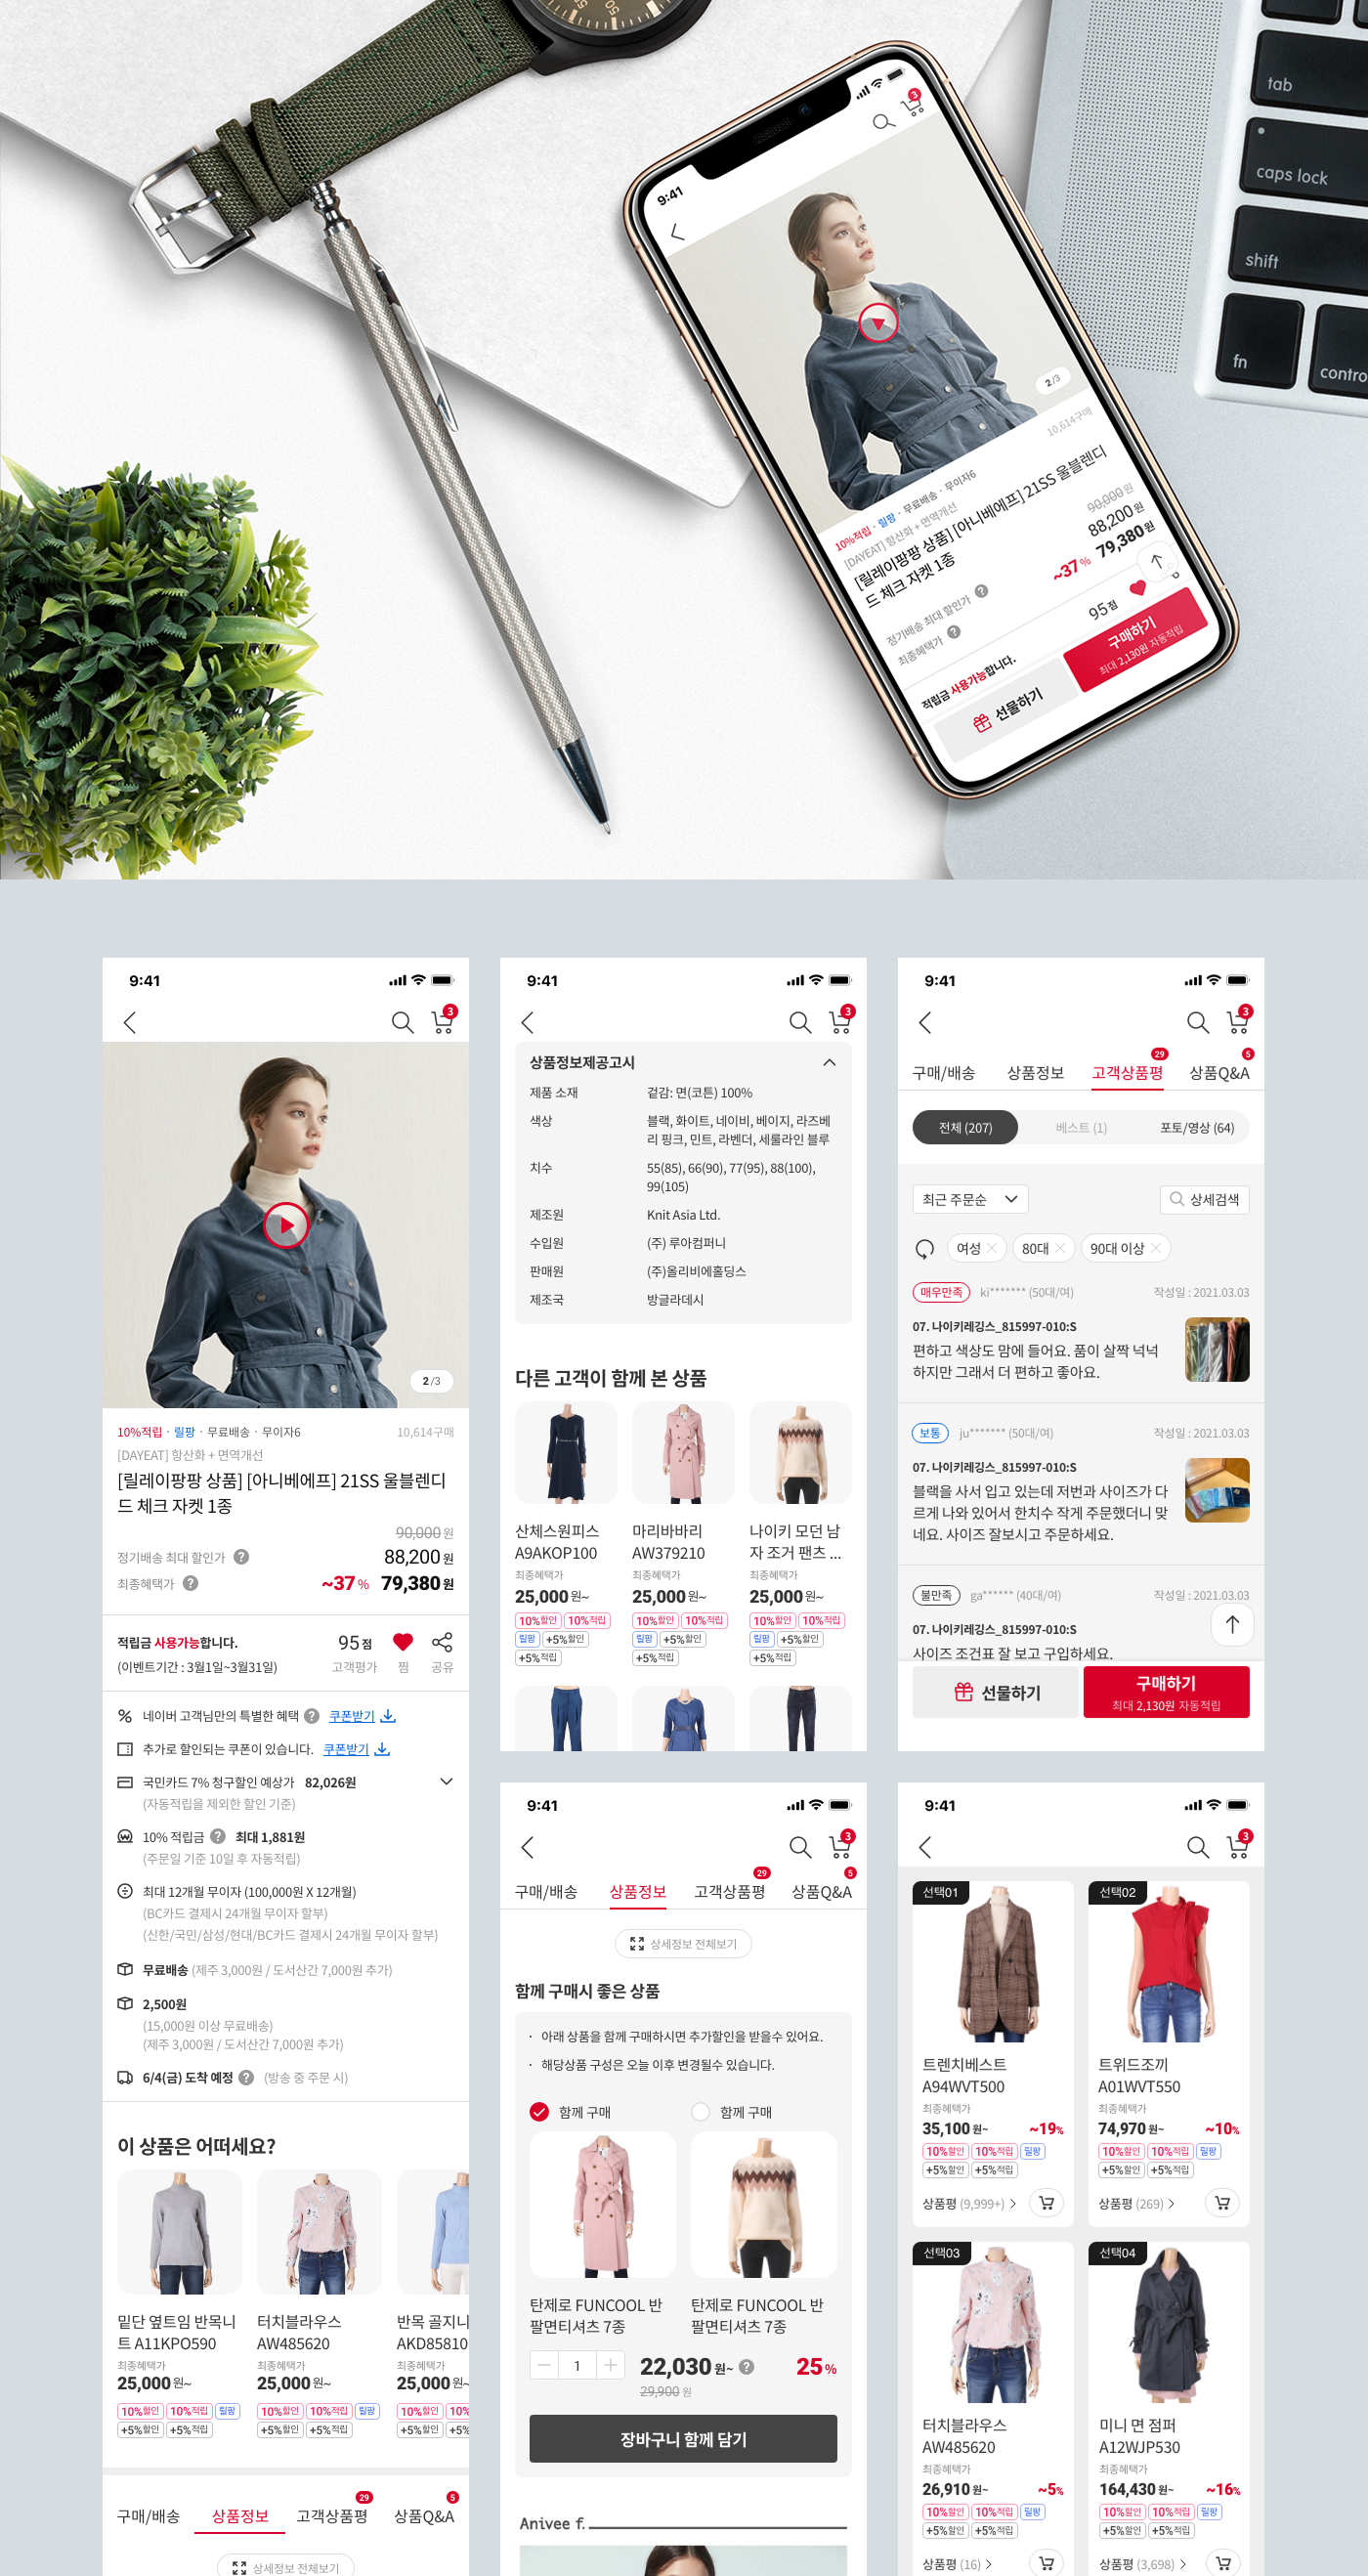 tab
caps lock
shift
fn
contro
9:41
3
2/3
10,614구매
10%적립 · 릴팡 · 무료배송 · 무이자6
[DAYEAT] 항산화 + 면역개선
[릴레이팡팡 상품] [아니베에프] 21SS 울블렌디
드 체크 자켓 1종
90,000원
정기배송 최대 할인가 ? 88,200원
최종혜택가 ? ~37% 79,380원
적립금 사용가능합니다. 95점
선물하기
구매하기
최대 2,130원 자동적립
9:41
3
2/3
10%적립 · 릴팡 · 무료배송 · 무이자6 10,614구매
[DAYEAT] 항산화 + 면역개선
[릴레이팡팡 상품] [아니베에프] 21SS 울블렌디
드 체크 자켓 1종
90,000원
정기배송 최대 할인가 ? 88,200원
최종혜택가 ? ~37% 79,380원
적립금 사용가능합니다. 95점
(이벤트기간 : 3월1일~3월31일) 고객평가 찜 공유
네이버 고객님만의 특별한 혜택 ? 쿠폰받기
추가로 할인되는 쿠폰이 있습니다. 쿠폰받기
국민카드 7% 청구할인 예상가 82,026원
(자동적립을 제외한 할인 기준)
10% 적립금 ? 최대 1,881원
(주문일 기준 10일 후 자동적립)
최대 12개월 무이자 (100,000원 X 12개월)
(BC카드 결제시 24개월 무이자 할부)
(신한/국민/삼성/현대/BC카드 결제시 24개월 무이자 할부)
무료배송 (제주 3,000원 / 도서산간 7,000원 추가)
2,500원
(15,000원 이상 무료배송)
(제주 3,000원 / 도서산간 7,000원 추가)
6/4(금) 도착 예정 ? (방송 중 주문 시)
이 상품은 어떠세요?
밑단 옆트임 반목니
트 A11KPO590
최종혜택가
25,000원~
10%할인 10%적립 릴팡
+5%할인 +5%적립
터치블라우스
AW485620
최종혜택가
25,000원~
10%할인 10%적립 릴팡
+5%할인 +5%적립
반목 골지니
AKD85810
최종혜택가
25,000원~
10%할인 10%
+5%할인 +5%
29 5
구매/배송 상품정보 고객상품평 상품Q&A
상세정보 전체보기
9:41
3
상품정보제공고시
제품 소재 겉감: 면(코튼) 100%
색상 블랙, 화이트, 네이비, 베이지, 라즈베
리 핑크, 민트, 라벤더, 세룰라인 블루
치수 55(85), 66(90), 77(95), 88(100),
99(105)
제조원 Knit Asia Ltd.
수입원 (주) 루아컴퍼니
판매원 (주)올리비에홀딩스
제조국 방글라데시
다른 고객이 함께 본 상품
산체스원피스
A9AKOP100
최종혜택가
25,000원~
10%할인 10%적립
릴팡 +5%할인
+5%적립
마리바바리
AW379210
최종혜택가
25,000원~
10%할인 10%적립
릴팡 +5%할인
+5%적립
나이키 모던 남
자 조거 팬츠 ...
최종혜택가
25,000원~
10%할인 10%적립
릴팡 +5%할인
+5%적립
9:41
3
29 5
구매/배송 상품정보 고객상품평 상품Q&A
전체 (207) 베스트 (1) 포토/영상 (64)
최근 주문순 상세검색
여성 80대 90대 이상
매우만족 ki******* (50대/여) 작성일 : 2021.03.03
07. 나이키레깅스_815997-010:S
편하고 색상도 맘에 들어요. 품이 살짝 넉넉
하지만 그래서 더 편하고 좋아요.
보통 ju******* (50대/여) 작성일 : 2021.03.03
07. 나이키레깅스_815997-010:S
블랙을 사서 입고 있는데 저번과 사이즈가 다
르게 나와 있어서 한치수 작게 주문했더니 맞
네요. 사이즈 잘보시고 주문하세요.
불만족 ga****** (40대/여) 작성일 : 2021.03.03
07. 나이키레깅스_815997-010:S
사이즈 조건표 잘 보고 구입하세요.
선물하기
구매하기
최대 2,130원 자동적립
9:41
3
29 5
구매/배송 상품정보 고객상품평 상품Q&A
상세정보 전체보기
함께 구매시 좋은 상품
· 아래 상품을 함께 구매하시면 추가할인을 받을수 있어요.
· 해당상품 구성은 오늘 이후 변경될수 있습니다.
함께 구매 함께 구매
탄제로 FUNCOOL 반
팔면티셔츠 7종
탄제로 FUNCOOL 반
팔면티셔츠 7종
1 22,030원~ ? 25%
29,900 원
장바구니 함께 담기
Anivee f.
9:41
3
선택01
트렌치베스트
A94WVT500
최종혜택가
35,100원~ ~19%
10%할인 10%적립 릴팡
+5%할인 +5%적립
상품평 (9,999+)
선택02
트위드조끼
A01WVT550
최종혜택가
74,970원~ ~10%
10%할인 10%적립 릴팡
+5%할인 +5%적립
상품평 (269)
선택03
터치블라우스
AW485620
최종혜택가
26,910원~ ~5%
10%할인 10%적립 릴팡
+5%할인 +5%적립
상품평 (16)
선택04
미니 면 점퍼
A12WJP530
최종혜택가
164,430원~ ~16%
10%할인 10%적립 릴팡
+5%할인 +5%적립
상품평 (3,698)